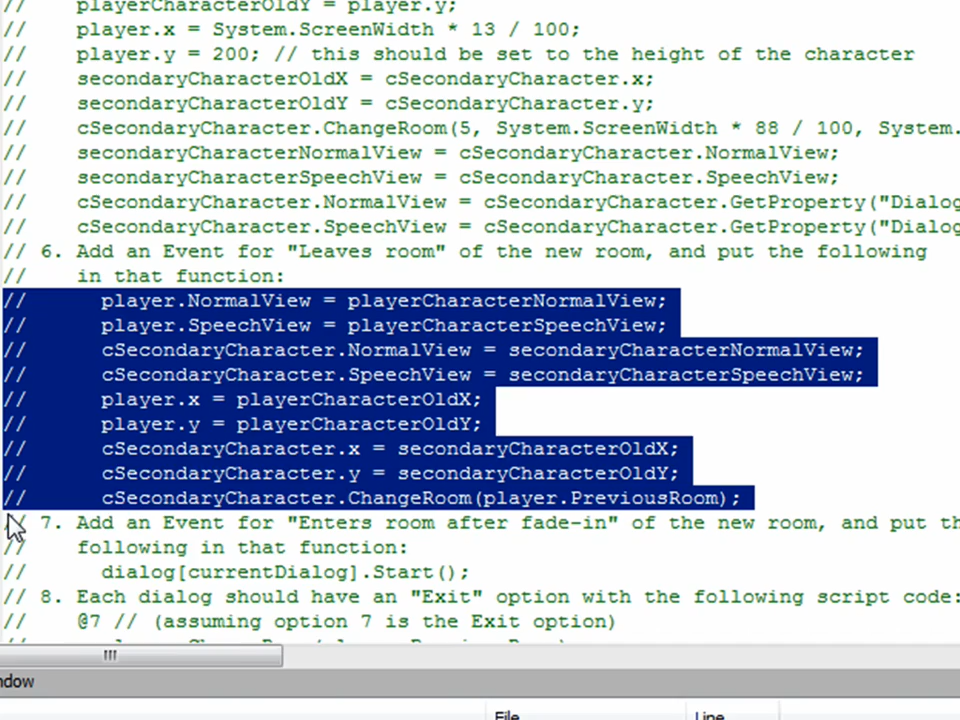 //    playerCharacterOldY = player.y;
//    player.x = System.ScreenWidth * 13 / 100;
//    player.y = 200; // this should be set to the height of the character
//    secondaryCharacterOldX = cSecondaryCharacter.x;
//    secondaryCharacterOldY = cSecondaryCharacter.y;
//    cSecondaryCharacter.ChangeRoom(5, System.ScreenWidth * 88 / 100, System.
//    secondaryCharacterNormalView = cSecondaryCharacter.NormalView;
//    secondaryCharacterSpeechView = cSecondaryCharacter.SpeechView;
//    cSecondaryCharacter.NormalView = cSecondaryCharacter.GetProperty("Dialog
//    cSecondaryCharacter.SpeechView = cSecondaryCharacter.GetProperty("Dialog
// 6. Add an Event for "Leaves room" of the new room, and put the following
//    in that function:
//      player.NormalView = playerCharacterNormalView;
//      player.SpeechView = playerCharacterSpeechView;
//      cSecondaryCharacter.NormalView = secondaryCharacterNormalView;
//      cSecondaryCharacter.SpeechView = secondaryCharacterSpeechView;
//      player.x = playerCharacterOldX;
//      player.y = playerCharacterOldY;
//      cSecondaryCharacter.x = secondaryCharacterOldX;
//      cSecondaryCharacter.y = secondaryCharacterOldY;
//      cSecondaryCharacter.ChangeRoom(player.PreviousRoom);
// 7. Add an Event for "Enters room after fade-in" of the new room, and put th
//    following in that function:
//      dialog[currentDialog].Start();
// 8. Each dialog should have an "Exit" option with the following script code:
//    @7 // (assuming option 7 is the Exit option)
ndow
File
Line